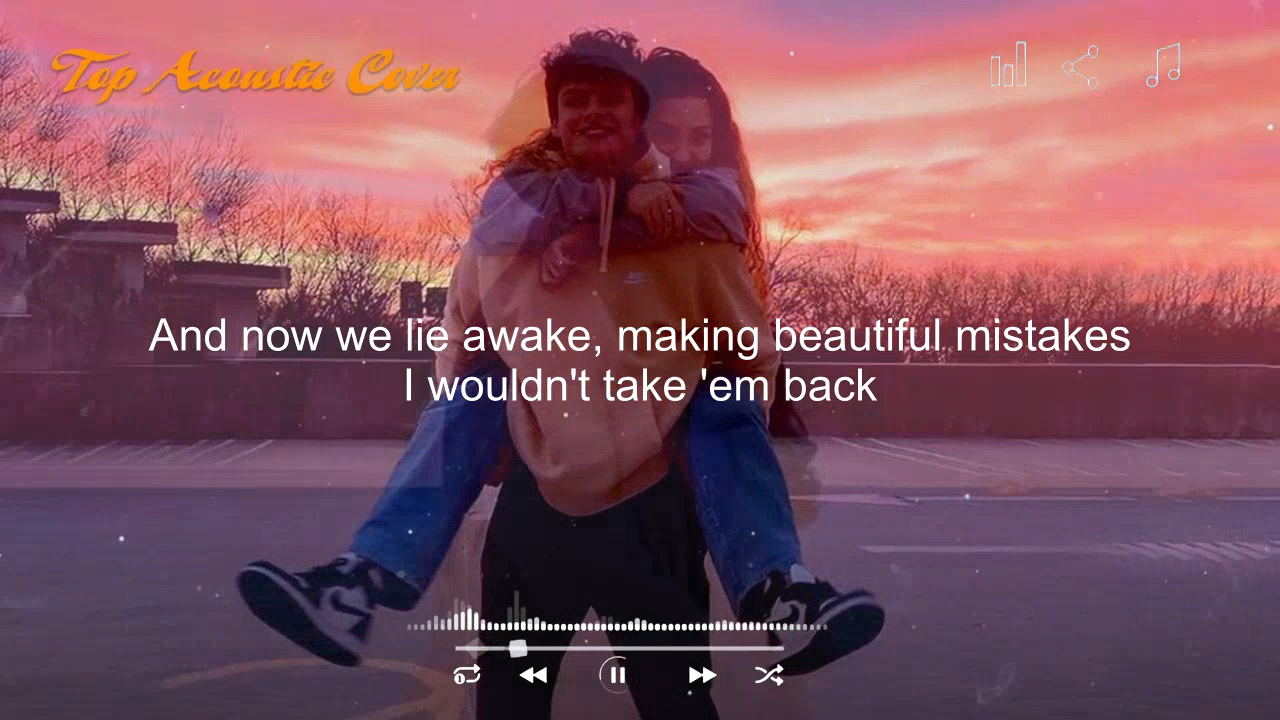 Top Acoustic Cover
And now we lie awake, making beautiful mistakes
I wouldn't take 'em back